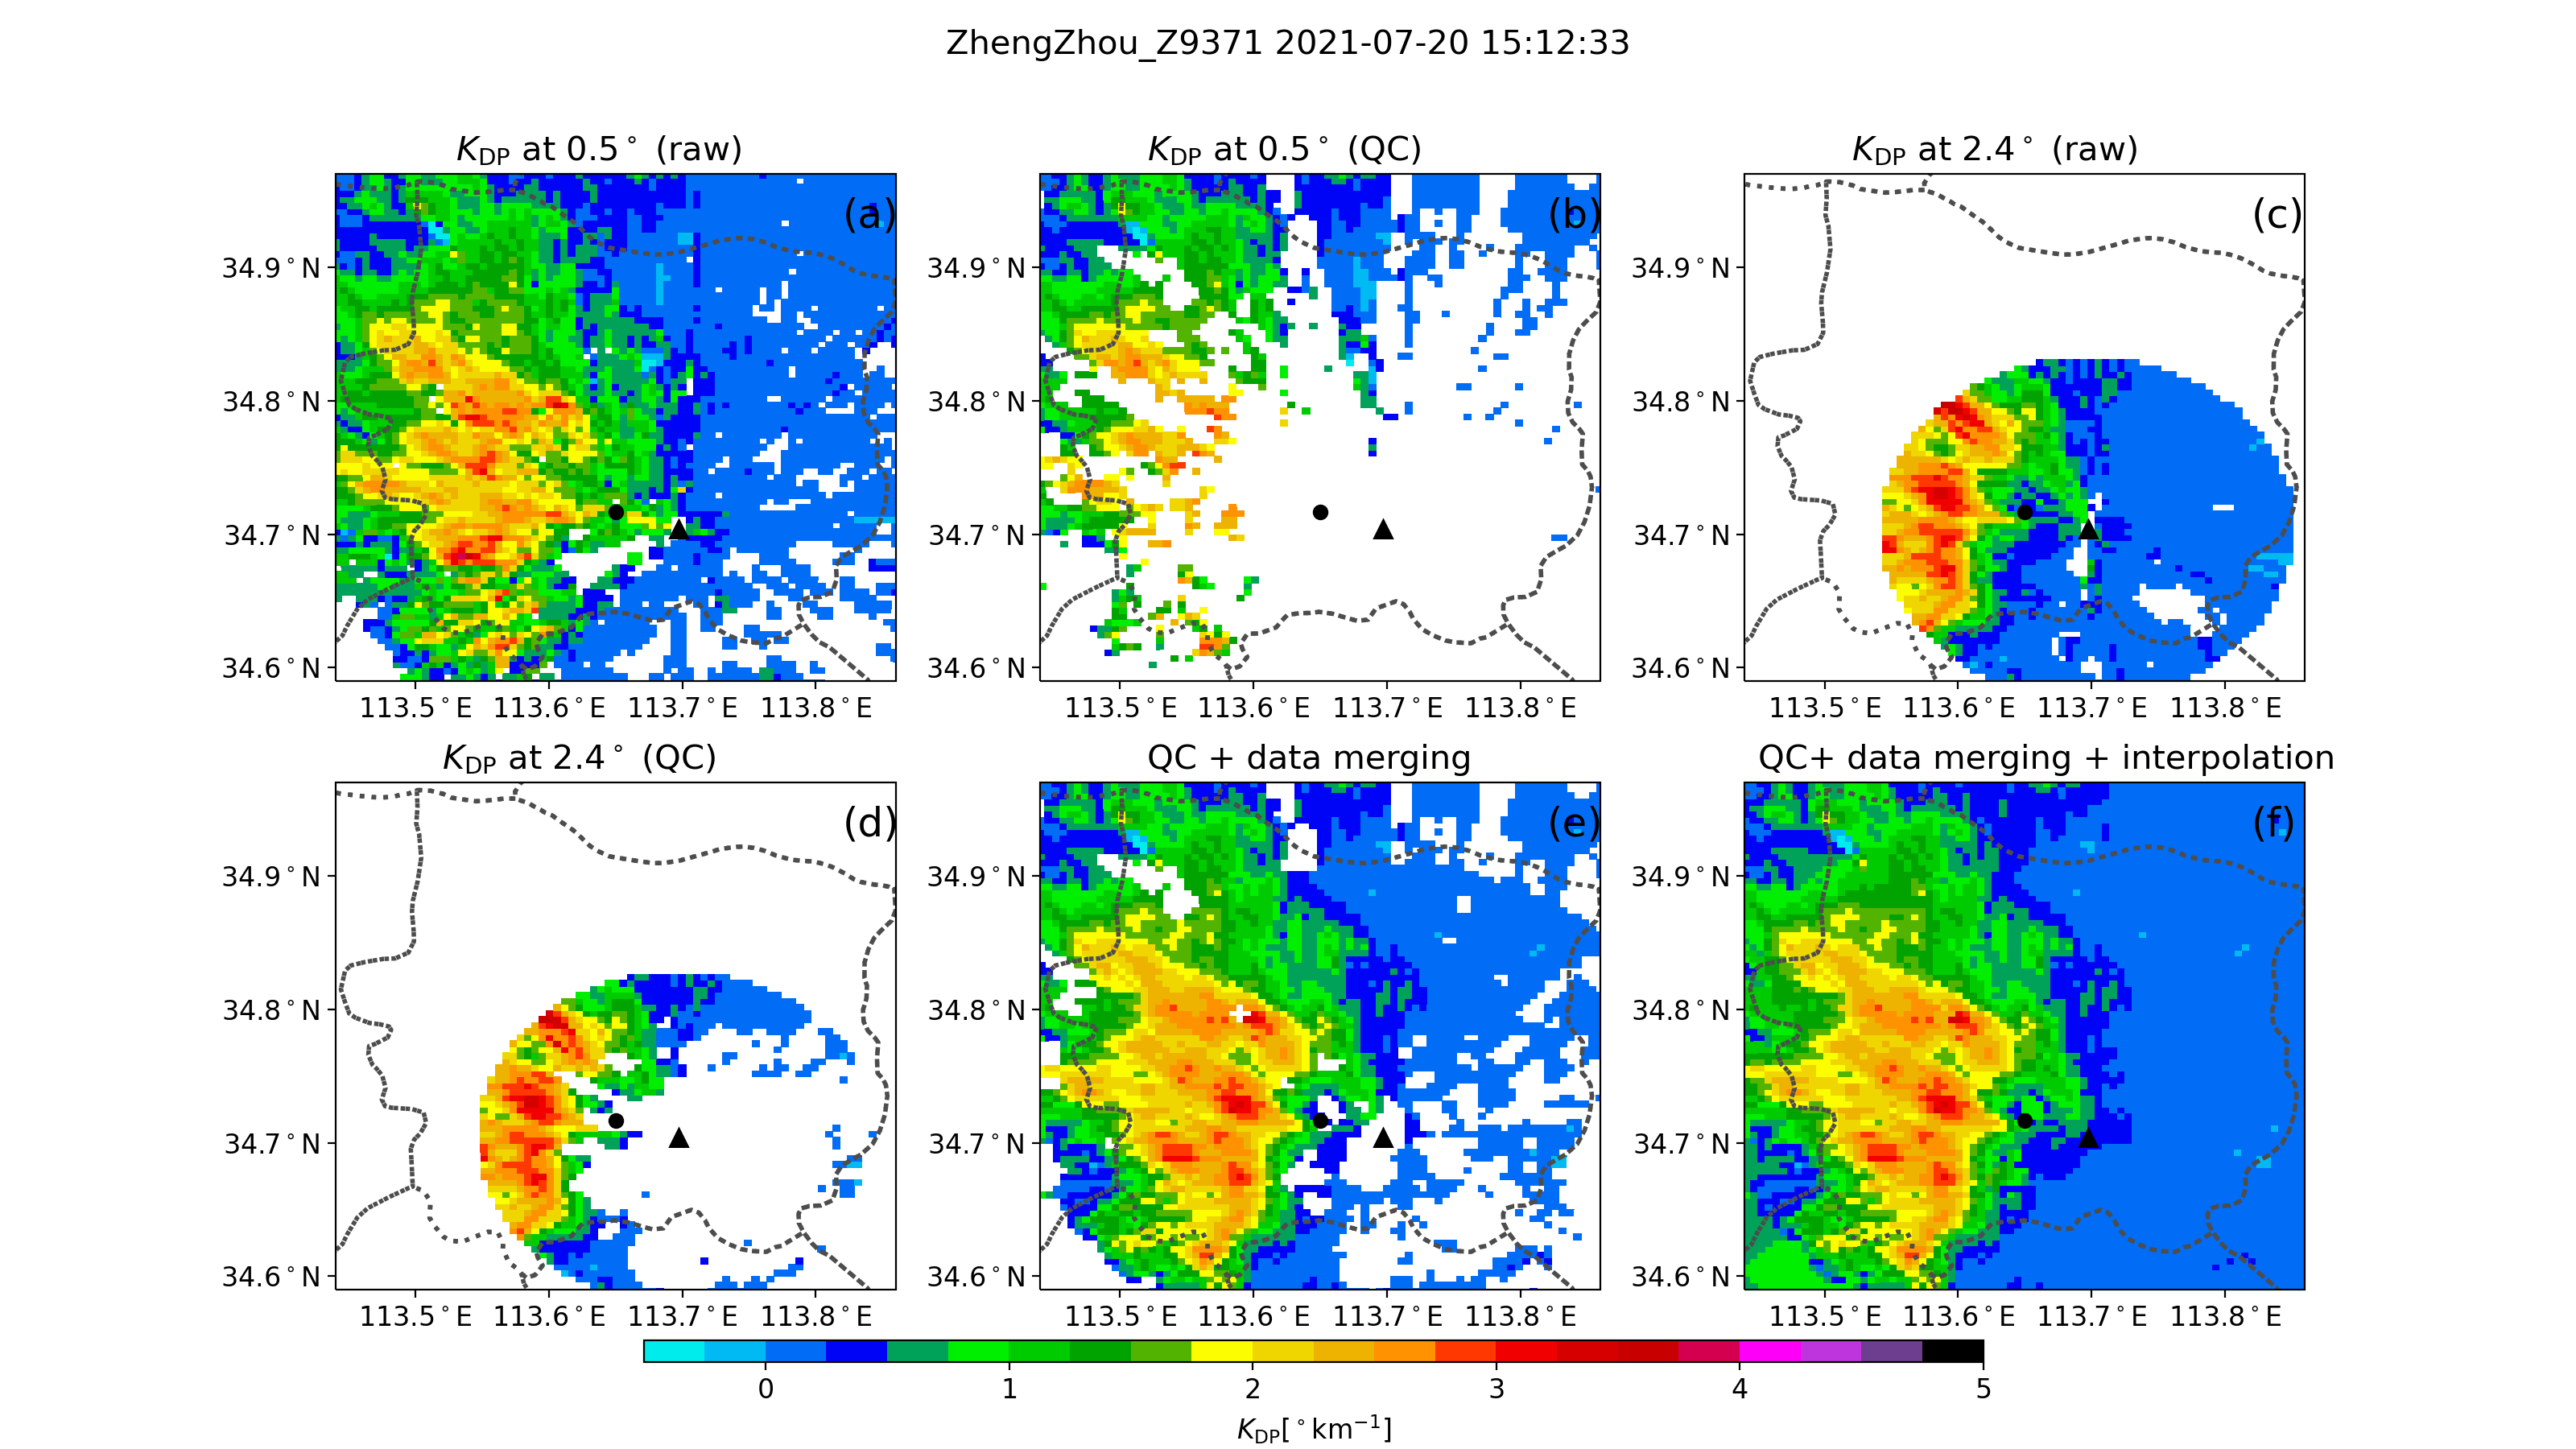 ZhengZhou_Z9371 2021-07-20 15:12:33
K_DP at 0.5° (raw)
(a)
34.9°N
34.8°N
34.7°N
34.6°N
113.5°E 113.6°E 113.7°E 113.8°E
K_DP at 0.5° (QC)
(b)
34.9°N
34.8°N
34.7°N
34.6°N
113.5°E 113.6°E 113.7°E 113.8°E
K_DP at 2.4° (raw)
(c)
34.9°N
34.8°N
34.7°N
34.6°N
113.5°E 113.6°E 113.7°E 113.8°E
K_DP at 2.4° (QC)
(d)
34.9°N
34.8°N
34.7°N
34.6°N
113.5°E 113.6°E 113.7°E 113.8°E
QC + data merging
(e)
34.9°N
34.8°N
34.7°N
34.6°N
113.5°E 113.6°E 113.7°E 113.8°E
QC+ data merging + interpolation
(f)
34.9°N
34.8°N
34.7°N
34.6°N
113.5°E 113.6°E 113.7°E 113.8°E
0 1 2 3 4 5
K_DP[°km⁻¹]